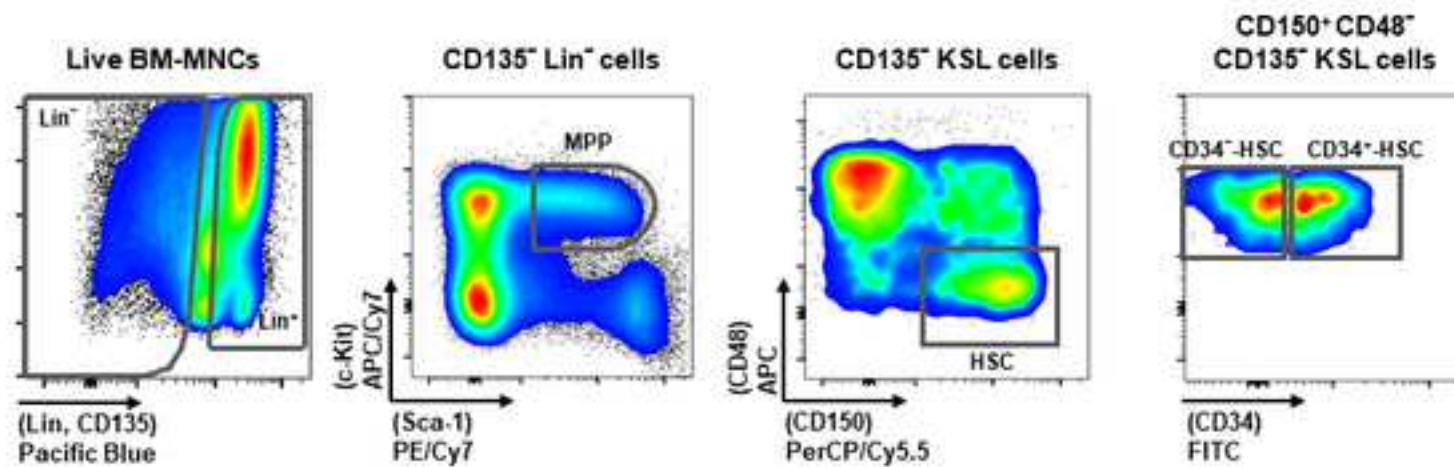 Live BM-MNCs
Lin⁻
Lin⁺
(Lin, CD135)
Pacific Blue
CD135⁻ Lin⁻ cells
MPP
(c-Kit)
APC/Cy7
(Sca-1)
PE/Cy7
CD135⁻ KSL cells
HSC
(CD48)
APC
(CD150)
PerCP/Cy5.5
CD150⁺ CD48⁻
CD135⁻ KSL cells
CD34⁻-HSC CD34⁺-HSC
(CD34)
FITC